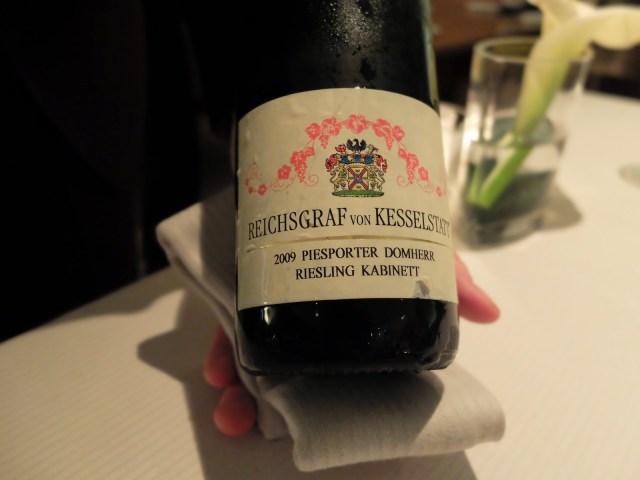 REICHSGRAF VON KESSELSTATT
2009 PIESPORTER DOMHERR
RIESLING KABINETT